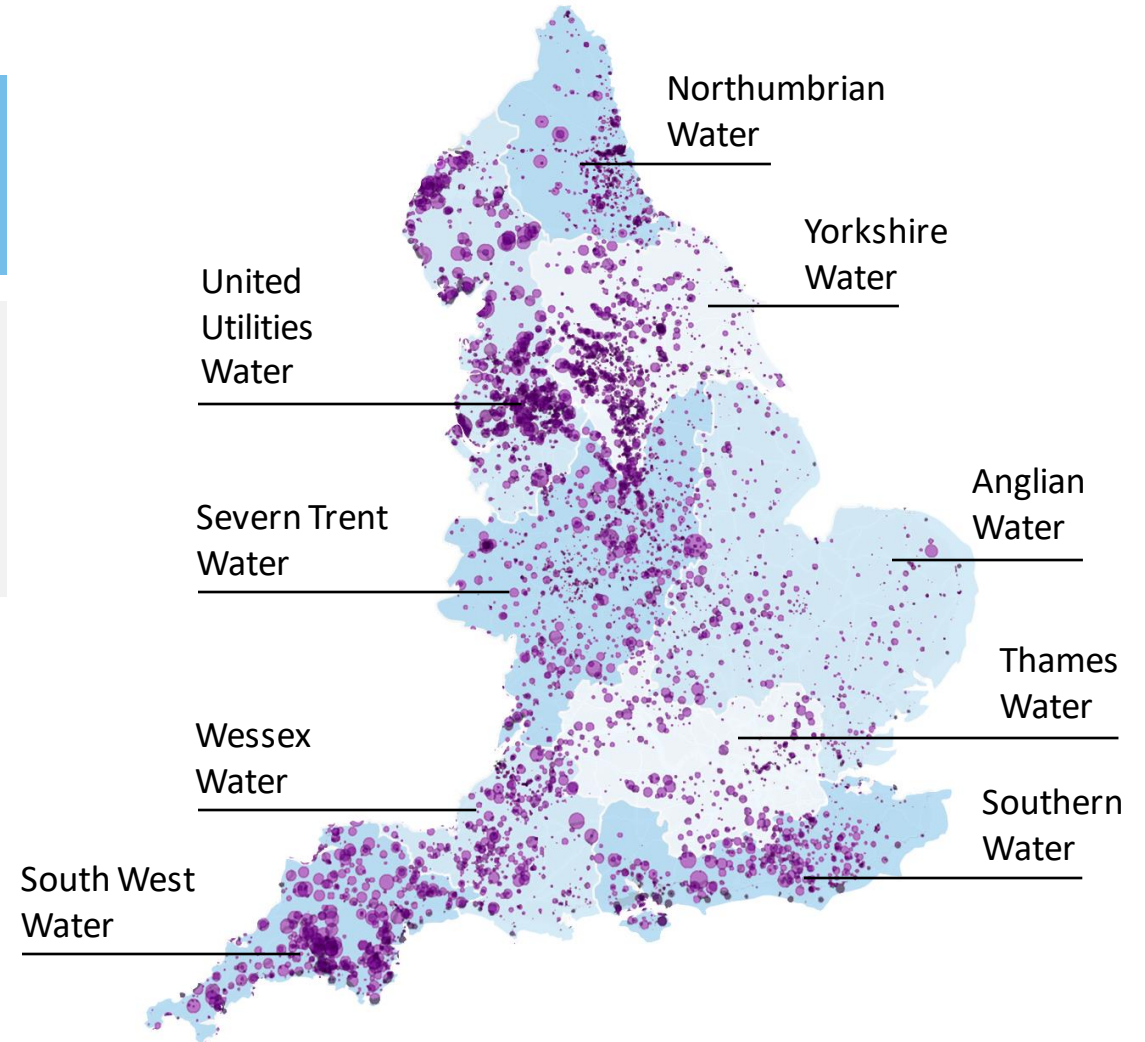 Northumbrian
Water
Yorkshire
Water
United
Utilities
Water
Anglian
Water
Severn Trent
Water
Thames
Water
Wessex
Water
Southern
Water
South West
Water